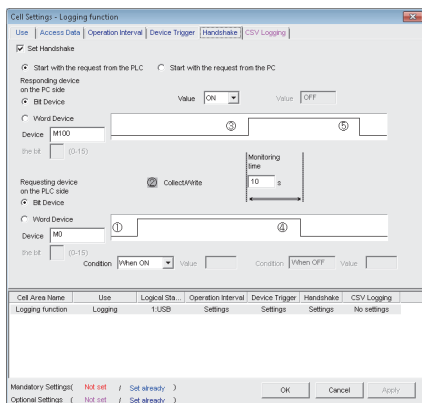 Cell Settings - Logging function
Use Access Data Operation Interval Device Trigger Handshake CSV Logging
Set Handshake
Start with the request from the PLC Start with the request from the PC
Responding device
on the PC side
Bit Device
Value ON Value OFF
Word Device
Device M100
③ ⑤
the bit (0-15)
Monitoring
time
Requesting device
on the PLC side
② Collect/Write 10 s
Bit Device
Word Device
Device M0
① ④
the bit (0-15)
Condition When ON Value Condition When OFF Value
Cell Area Name Use Logical Sta... Operation Interval Device Trigger Handshake CSV Logging
Logging function Logging 1:USB Settings Settings Settings No settings
Mandatory Settings( Not set / Set already )
OK Cancel Apply
Optional Settings ( Not set / Set already )